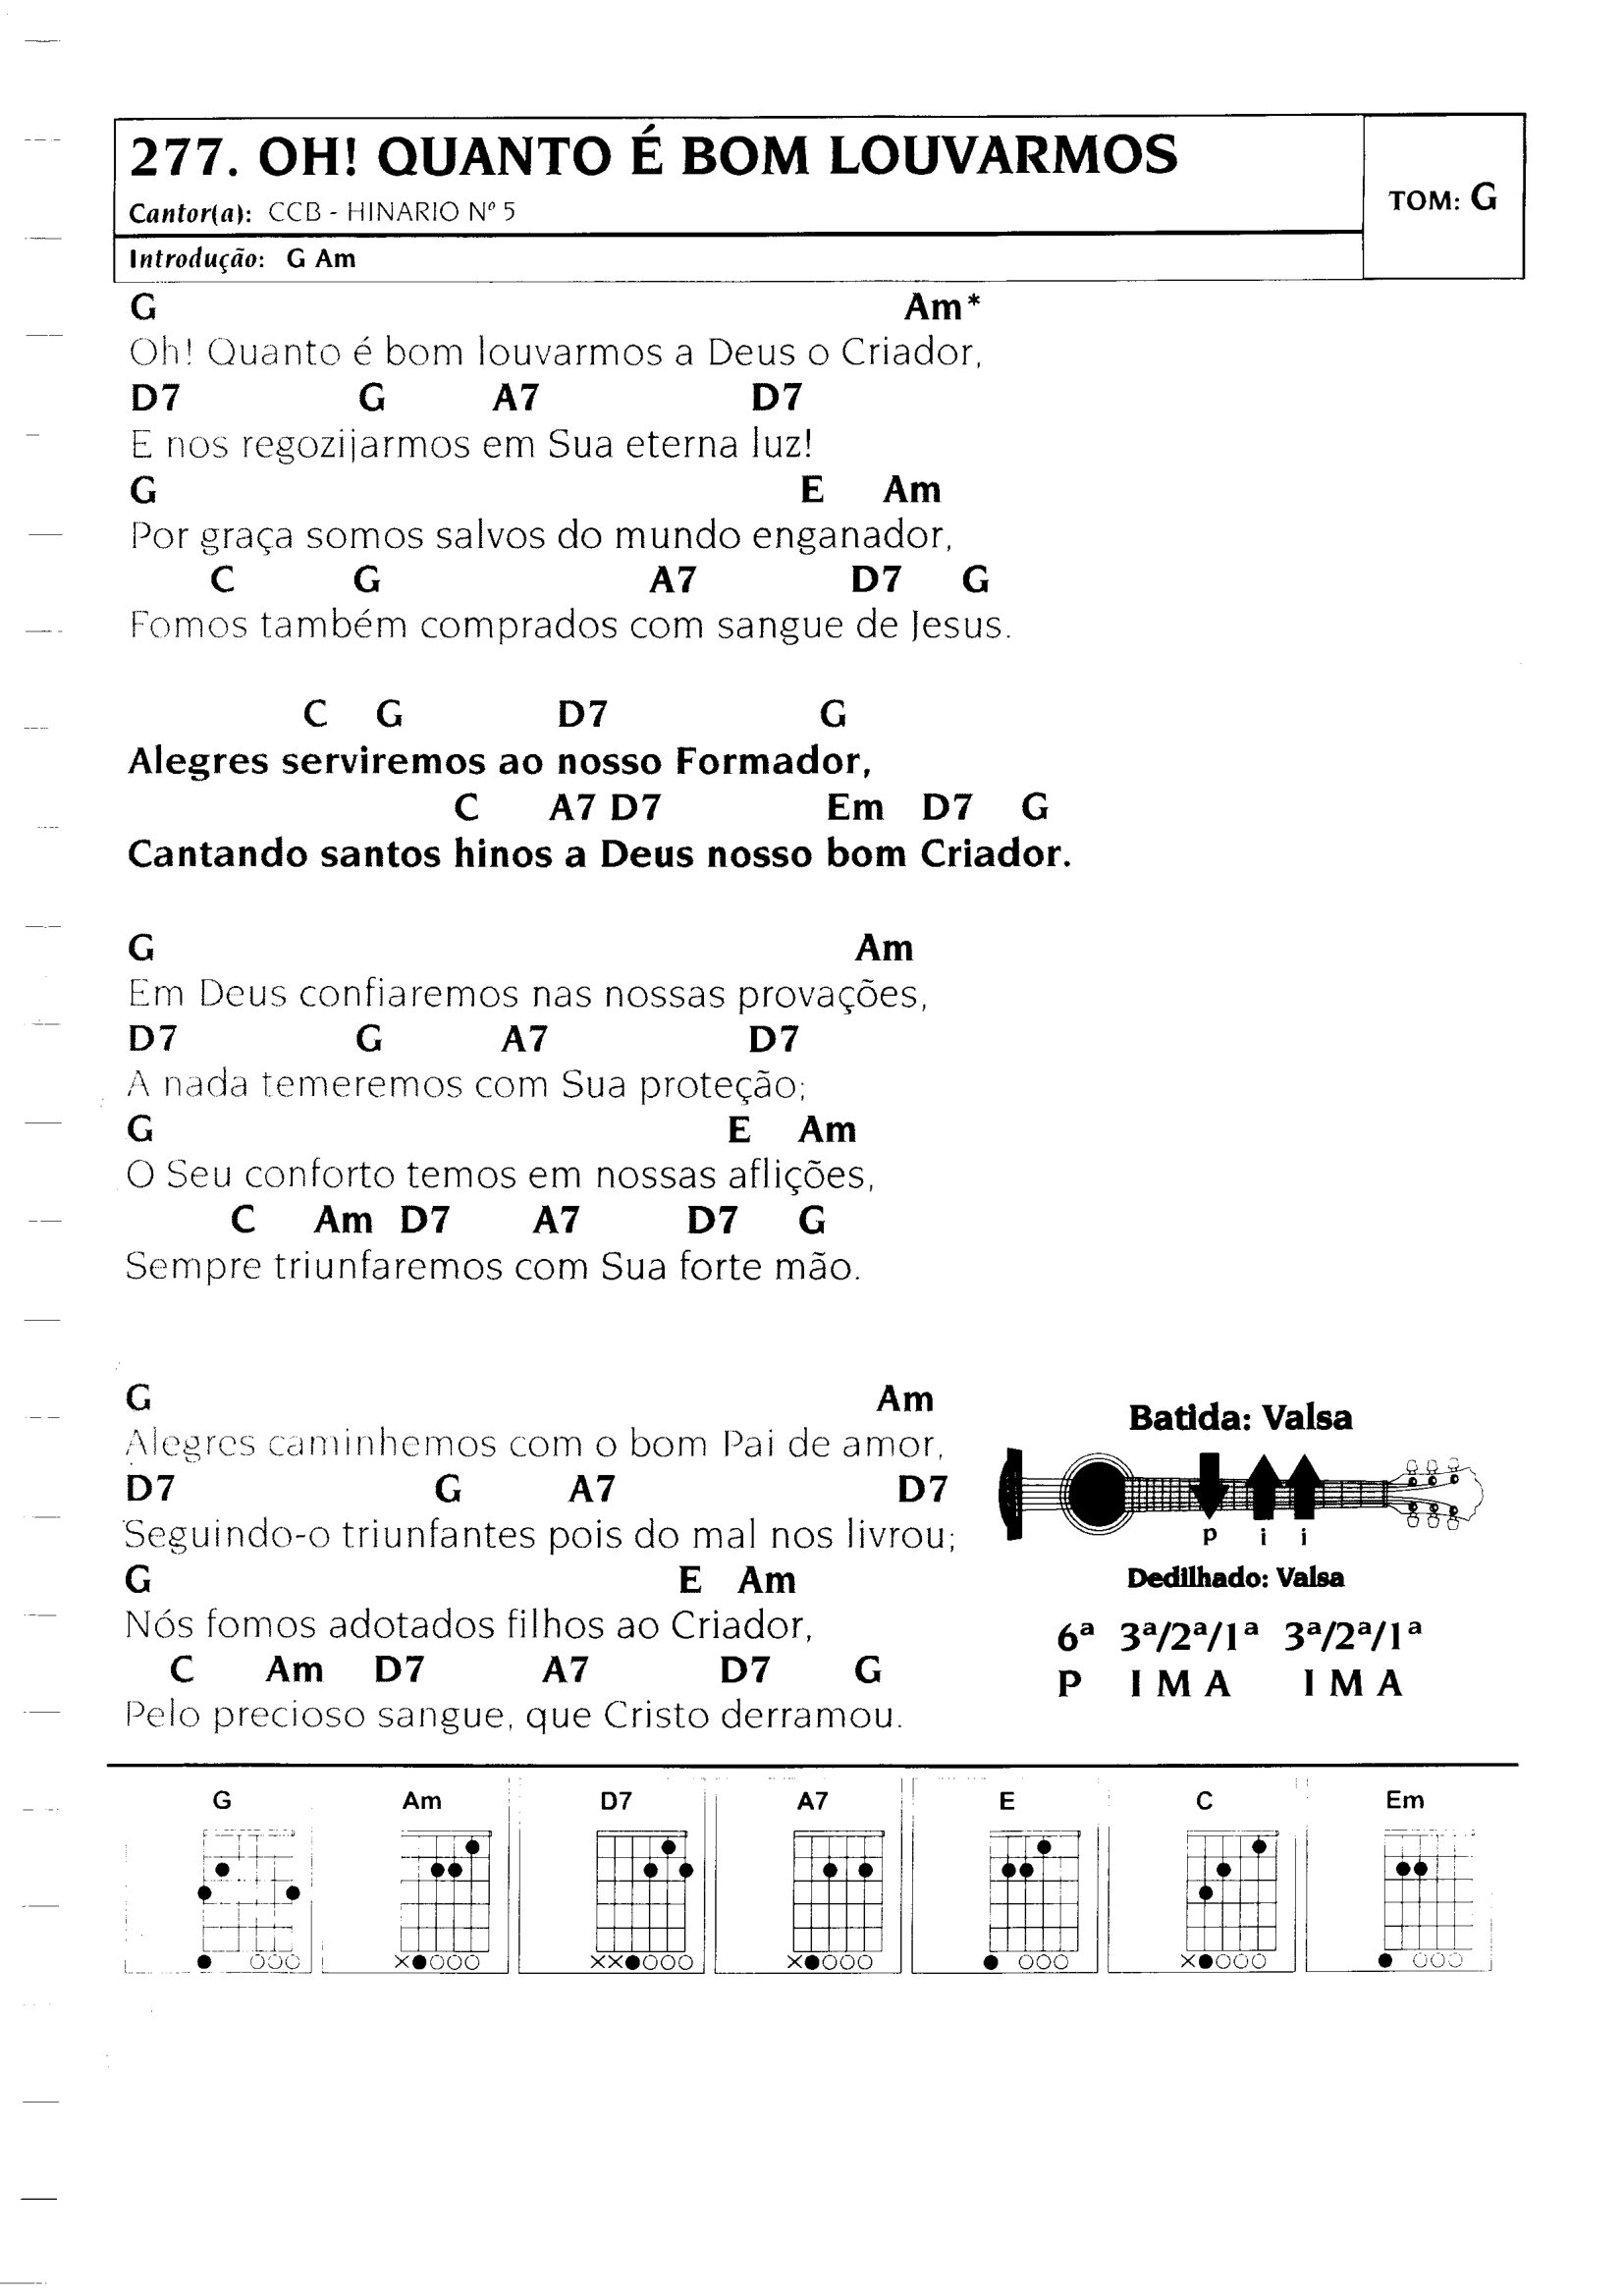 277. OH! QUANTO É BOM LOUVARMOS
Cantor(a): CCB - HINARIO Nº 5
TOM: G
Introdução: G Am
G Am*
Oh! Quanto é bom louvarmos a Deus o Criador,
D7 G A7 D7
E nos regozijarmos em Sua eterna luz!
G E Am
Por graça somos salvos do mundo enganador,
C G A7 D7 G
Fomos também comprados com sangue de Jesus.
C G D7 G
Alegres serviremos ao nosso Formador,
C A7 D7 Em D7 G
Cantando santos hinos a Deus nosso bom Criador.
G Am
Em Deus confiaremos nas nossas provações,
D7 G A7 D7
A nada temeremos com Sua proteção;
G E Am
O Seu conforto temos em nossas aflições,
C Am D7 A7 D7 G
Sempre triunfaremos com Sua forte mão.
G Am
Alegres caminhemos com o bom Pai de amor,
D7 G A7 D7
Seguindo-o triunfantes pois do mal nos livrou;
G E Am
Nós fomos adotados filhos ao Criador,
C Am D7 A7 D7 G
Pelo precioso sangue, que Cristo derramou.
Batida: Valsa
p i i
Dedilhado: Valsa
6ª 3ª/2ª/1ª 3ª/2ª/1ª
P I M A I M A
G Am D7 A7 E C Em